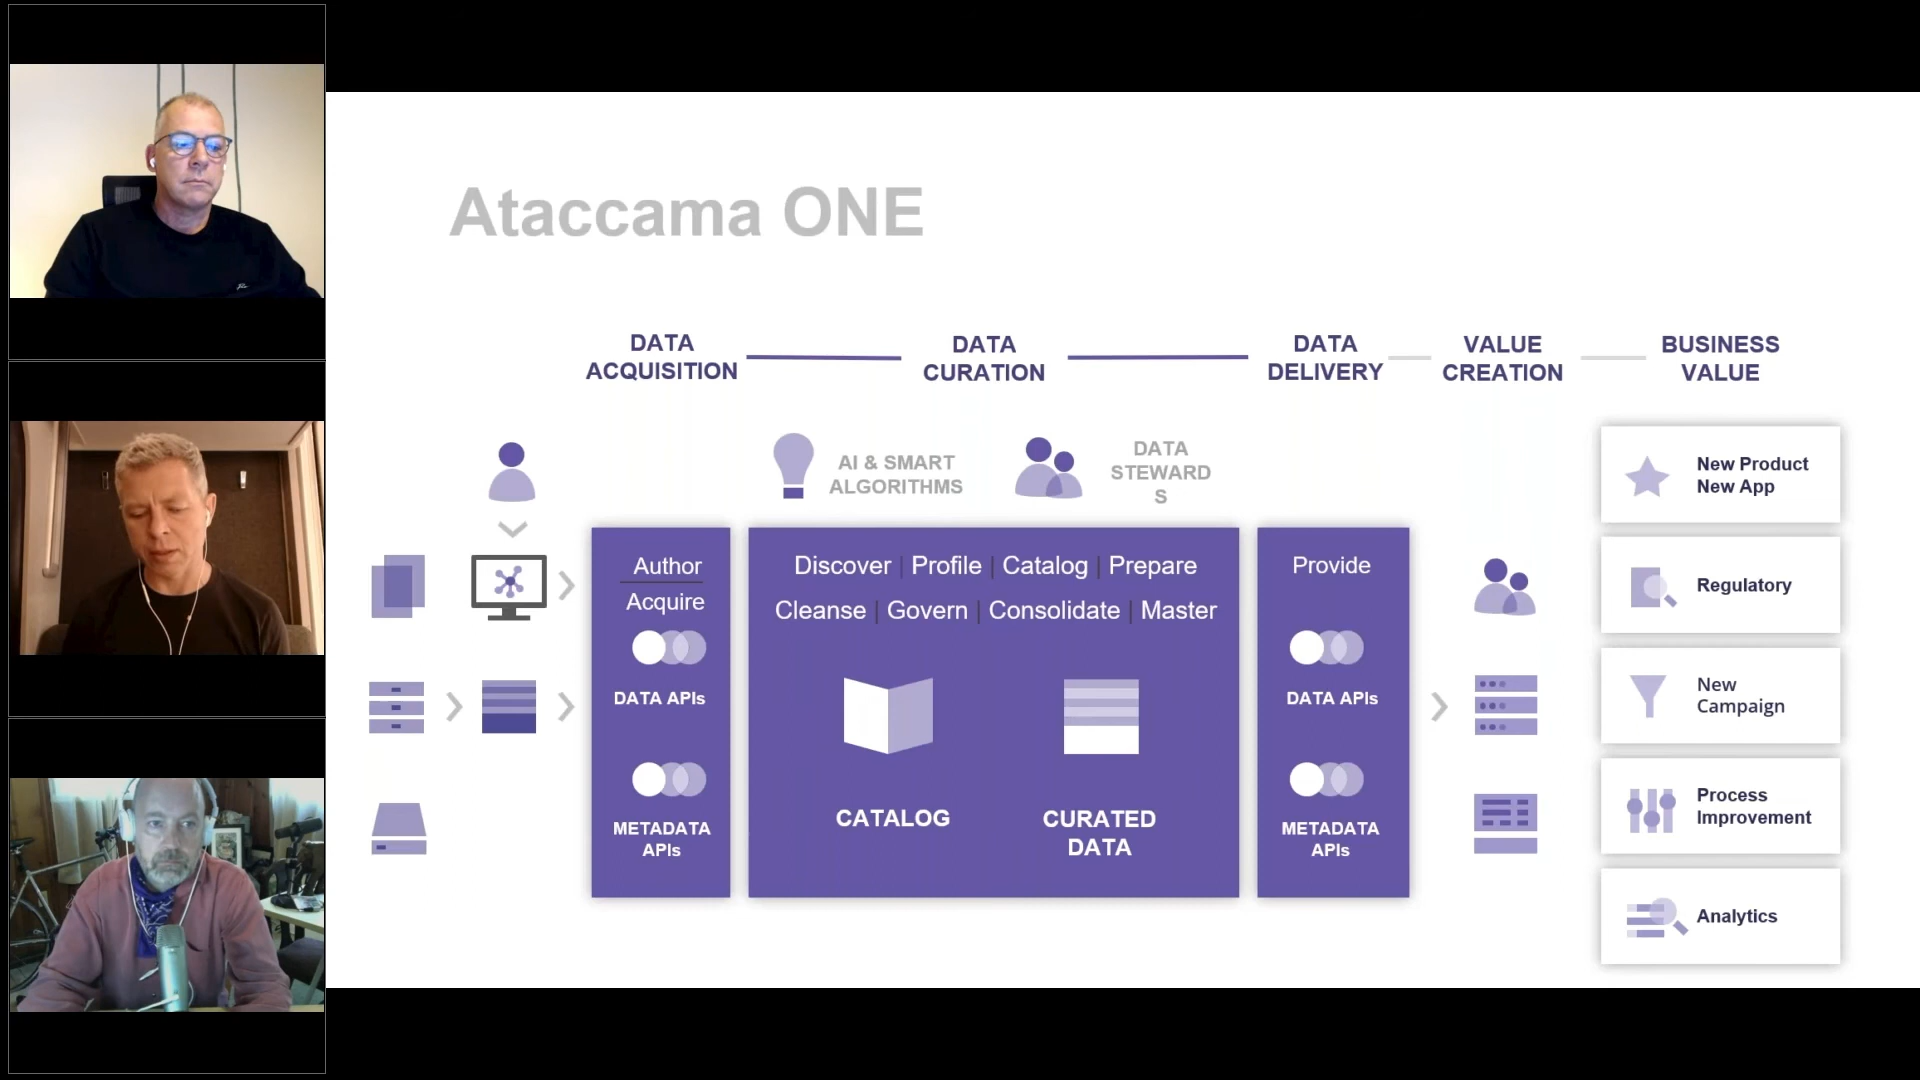 Ataccama ONE
DATA
ACQUISITION
DATA
CURATION
DATA
DELIVERY
VALUE
CREATION
BUSINESS
VALUE
AI & SMART
ALGORITHMS
DATA
STEWARD
S
Author
Acquire
DATA APIs
METADATA
APIs
Discover | Profile | Catalog | Prepare
Cleanse | Govern | Consolidate | Master
CATALOG
CURATED
DATA
Provide
DATA APIs
METADATA
APIs
New Product
New App
Regulatory
New
Campaign
Process
Improvement
Analytics